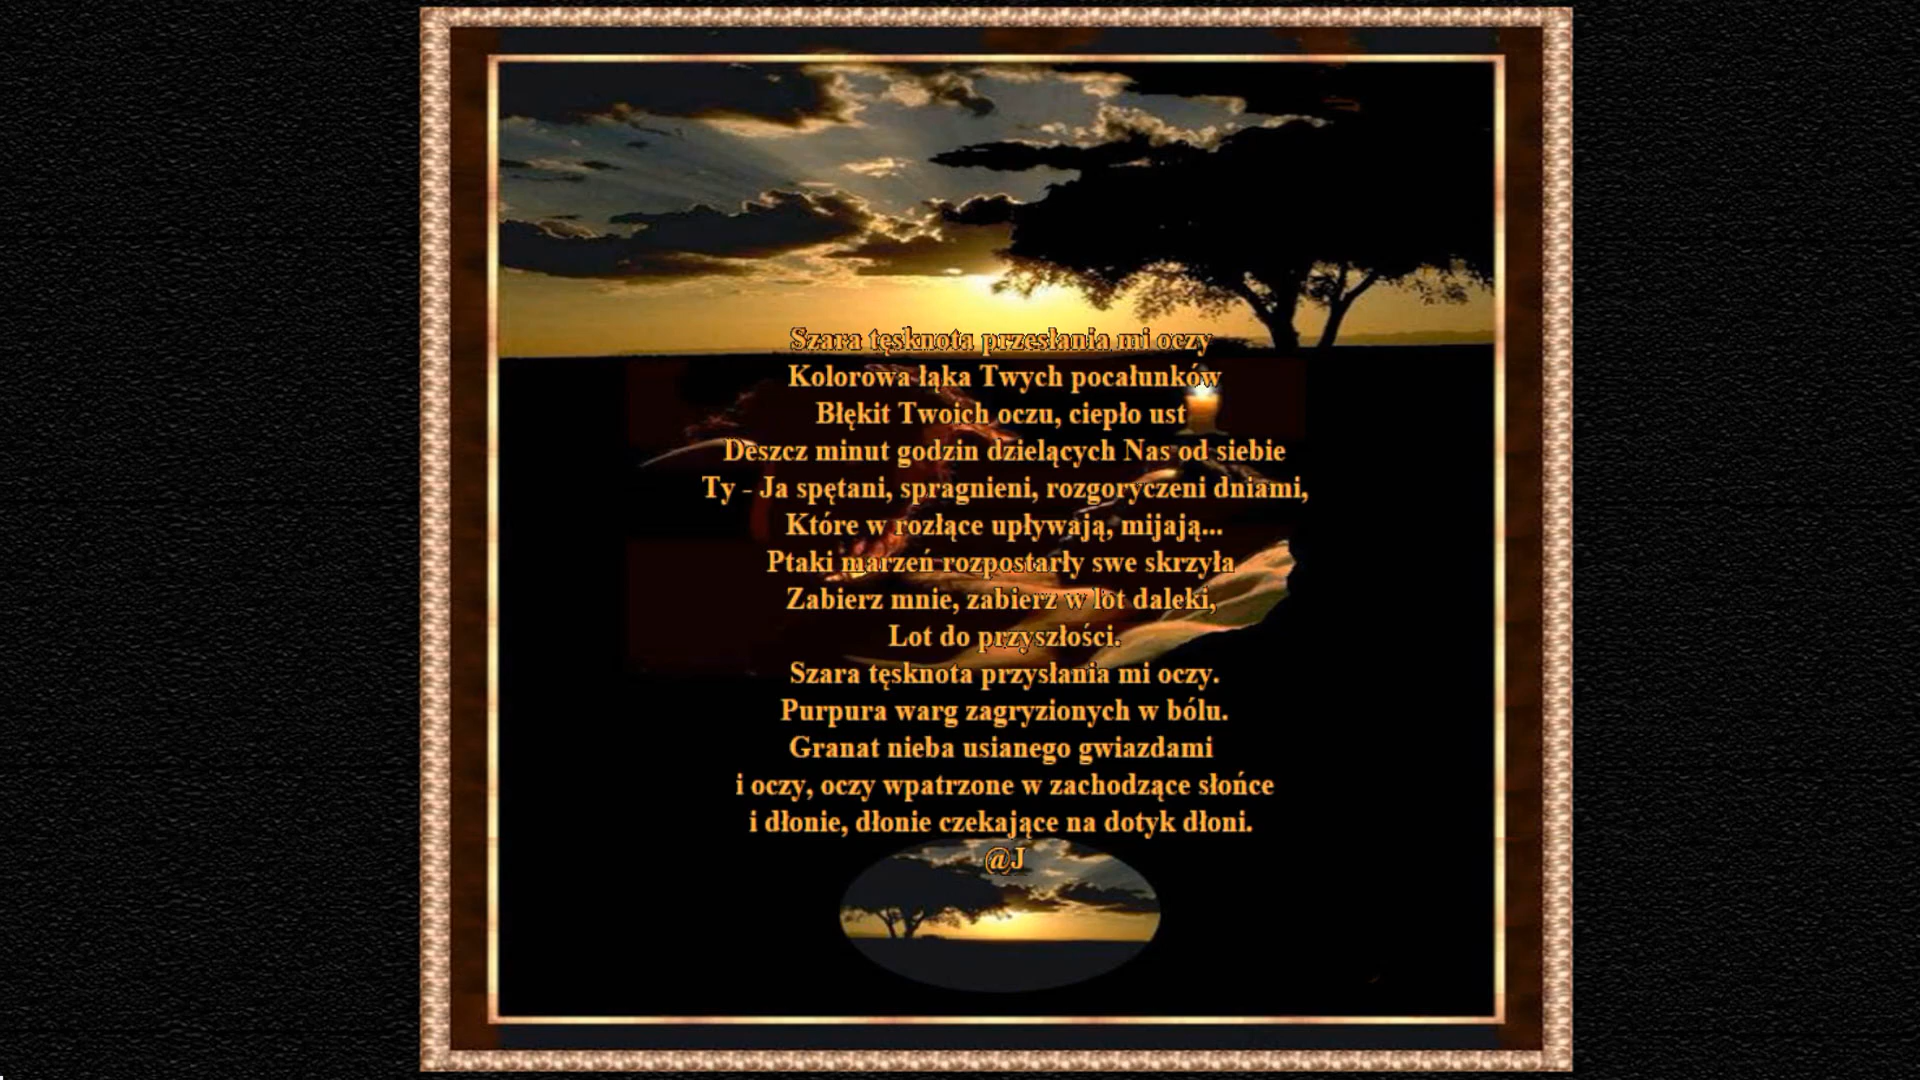 Szara tęsknota przesłania mi oczy
Kolorowa łąka Twych pocałunków
Błękit Twoich oczu, ciepło ust
Deszcz minut godzin dzielących Nas od siebie
Ty - Ja spętani, spragnieni, rozgoryczeni dniami,
Które w rozłące upływają, mijają...
Ptaki marzeń rozpostarły swe skrzyła
Zabierz mnie, zabierz w lot daleki,
Lot do przyszłości.
Szara tęsknota przysłania mi oczy.
Purpura warg zagryzionych w bólu.
Granat nieba usianego gwiazdami
i oczy, oczy wpatrzone w zachodzące słońce
i dłonie, dłonie czekające na dotyk dłoni.
@J